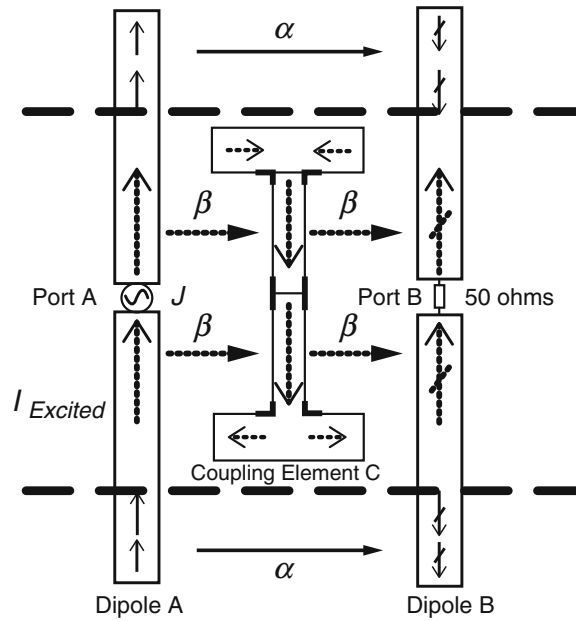 α
β
β
Port A
J
Port B
50 ohms
β
β
I Excited
Coupling Element C
α
Dipole A
Dipole B